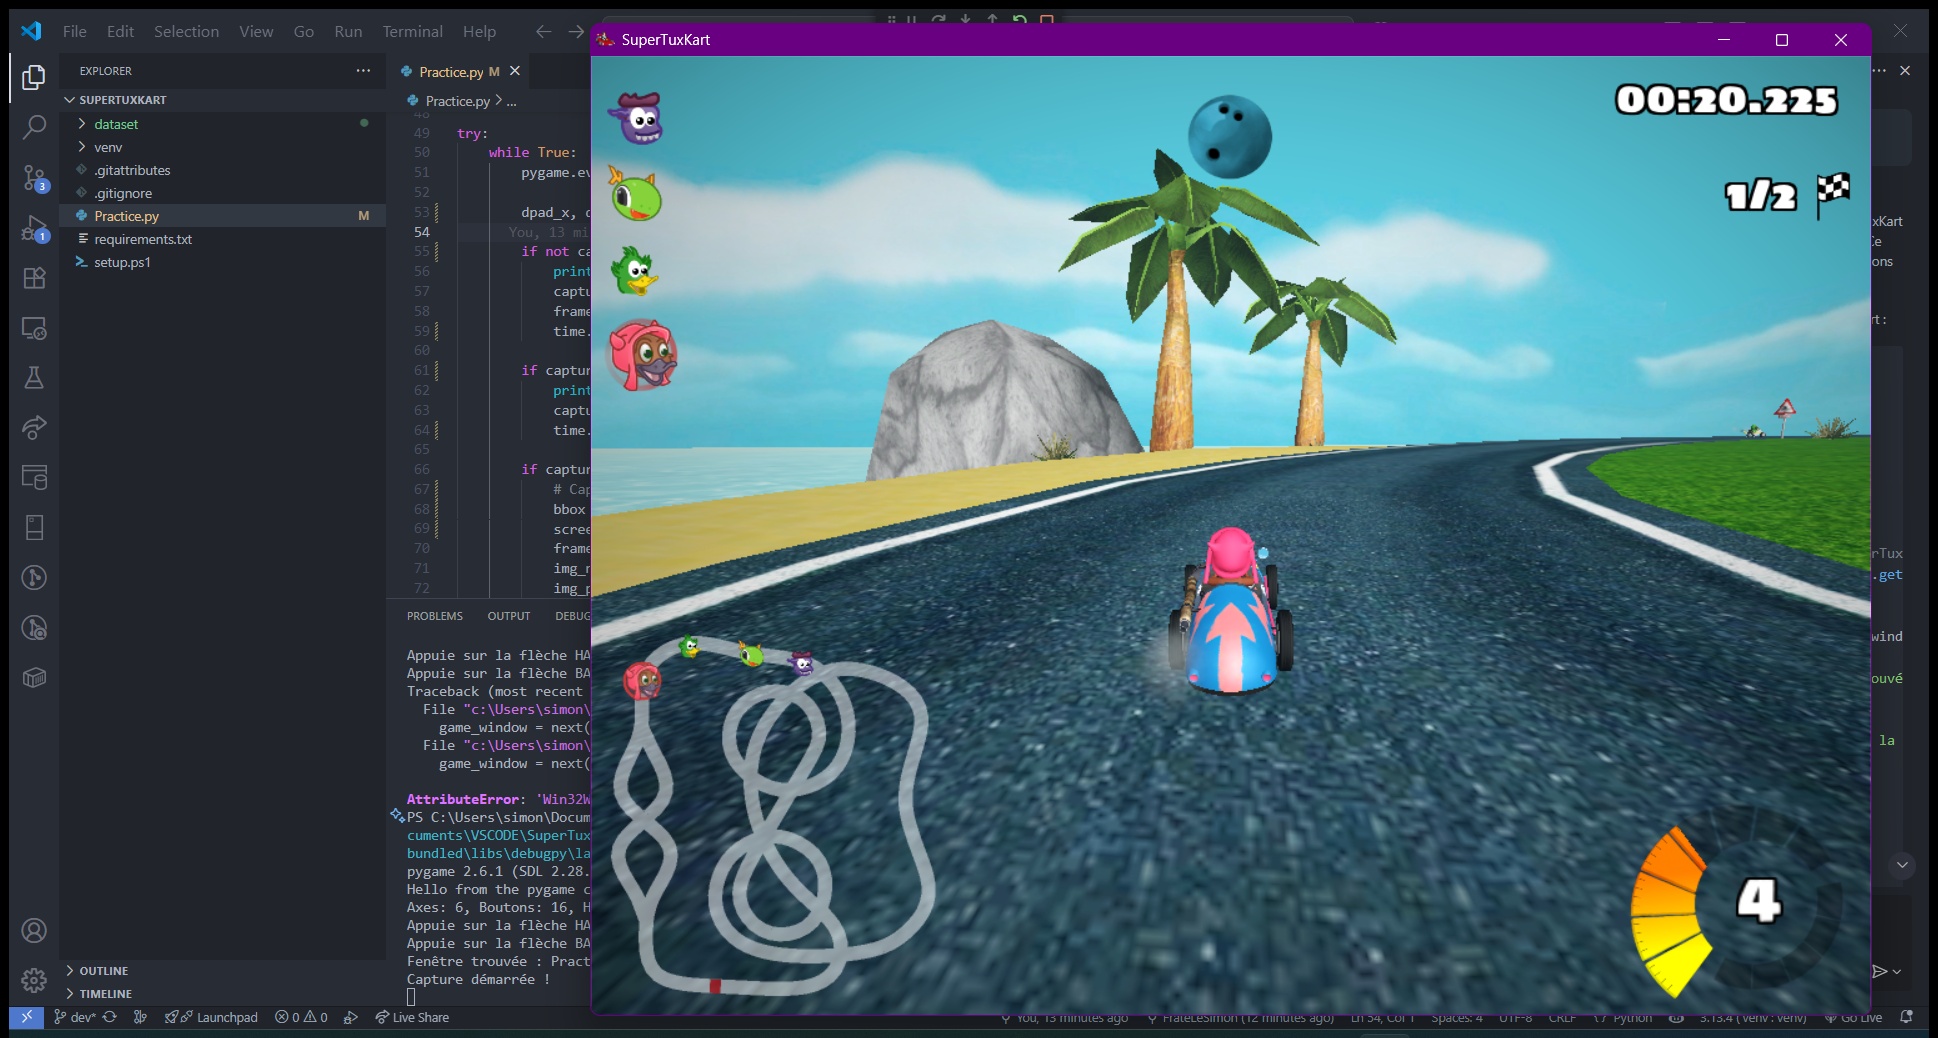 File Edit Selection View Go Run Terminal Help
SuperTuxKart
EXPLORER
SUPERTUXKART
dataset
venv
.gitattributes
.gitignore
Practice.py M
requirements.txt
setup.ps1
OUTLINE
TIMELINE
Practice.py M
Practice.py > ...
48
49 try:
50 while True:
51 pygame.ev
52
53 dpad_x, d
54 You, 13 mi
55 if not ca
56 print
57 captu
58 frame
59 time.
60
61 if captur
62 print
63 captu
64 time.
65
66 if captur
67 # Cap
68 bbox
69 scree
70 frame
71 img_r
72 img_p
PROBLEMS OUTPUT DEBUG
Appuie sur la flèche HA
Appuie sur la flèche BA
Traceback (most recent
File "c:\Users\simon\
game_window = next(
File "c:\Users\simon\
game_window = next(
AttributeError: 'Win32W
PS C:\Users\simon\Docum
cuments\VSCODE\SuperTux
bundled\libs\debugpy\la
pygame 2.6.1 (SDL 2.28.
Hello from the pygame c
Axes: 6, Boutons: 16, H
Appuie sur la flèche HA
Appuie sur la flèche BA
Fenêtre trouvée : Pract
Capture démarrée !
00:20.225
1/2
4
xKart
ons
rt:
rTux
.get
wind
ouvé
la
3
1
dev* Launchpad 0 0 Live Share
You, 13 minutes ago FrateLeSimon (12 minutes ago) Ln 54, Col 1 Spaces: 4 UTF-8 CRLF Python 3.13.4 (venv: venv) Go Live